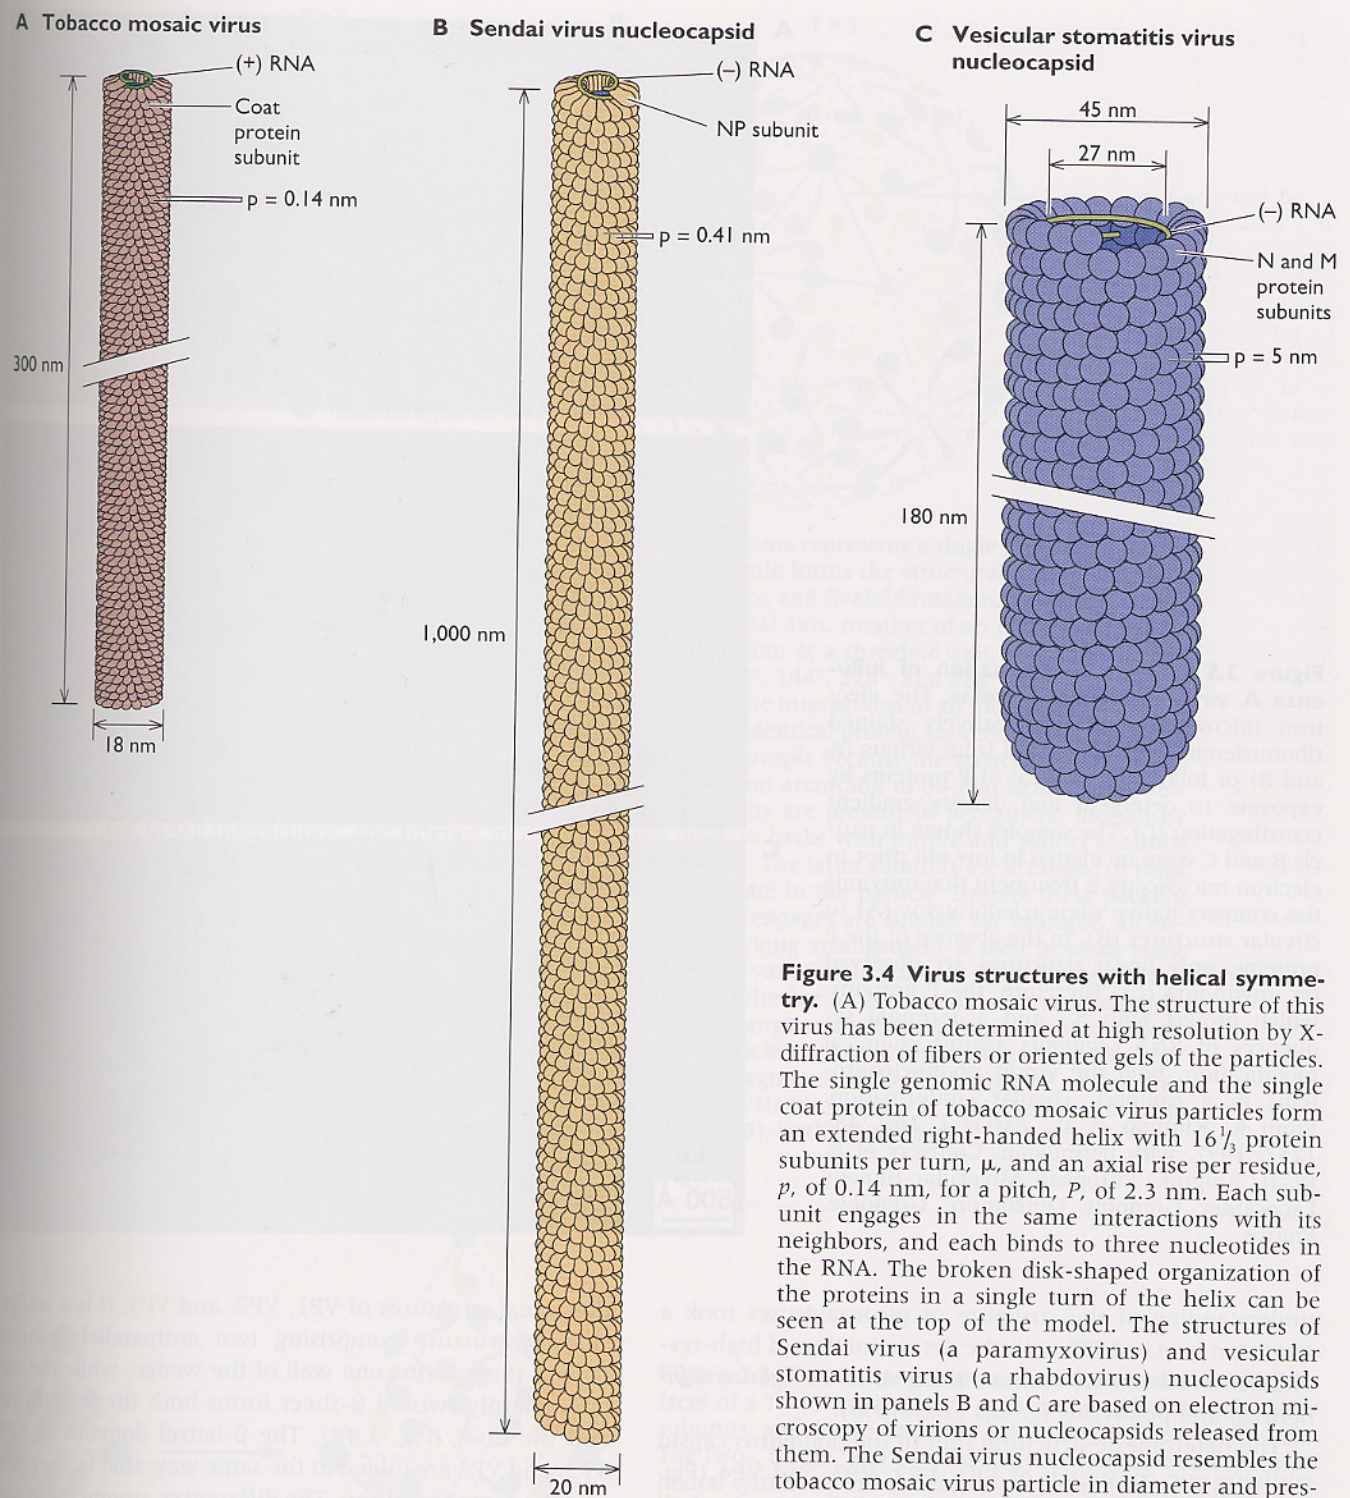 A Tobacco mosaic virus
(+) RNA
Coat
protein
subunit
p = 0.14 nm
300 nm
18 nm
B Sendai virus nucleocapsid
(–) RNA
NP subunit
p = 0.41 nm
1,000 nm
20 nm
C Vesicular stomatitis virus
nucleocapsid
45 nm
27 nm
(–) RNA
N and M
protein
subunits
p = 5 nm
180 nm
Figure 3.4 Virus structures with helical symme-
try. (A) Tobacco mosaic virus. The structure of this
virus has been determined at high resolution by X-
diffraction of fibers or oriented gels of the particles.
The single genomic RNA molecule and the single
coat protein of tobacco mosaic virus particles form
an extended right-handed helix with 16⅓ protein
subunits per turn, μ, and an axial rise per residue,
p, of 0.14 nm, for a pitch, P, of 2.3 nm. Each sub-
unit engages in the same interactions with its
neighbors, and each binds to three nucleotides in
the RNA. The broken disk-shaped organization of
the proteins in a single turn of the helix can be
seen at the top of the model. The structures of
Sendai virus (a paramyxovirus) and vesicular
stomatitis virus (a rhabdovirus) nucleocapsids
shown in panels B and C are based on electron mi-
croscopy of virions or nucleocapsids released from
them. The Sendai virus nucleocapsid resembles the
tobacco mosaic virus particle in diameter and pres-